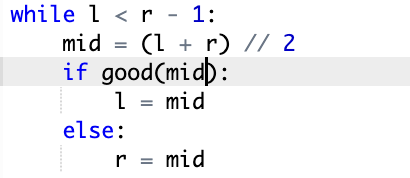 while l < r - 1:
    mid = (l + r) // 2
    if good(mid):
        l = mid
    else:
        r = mid